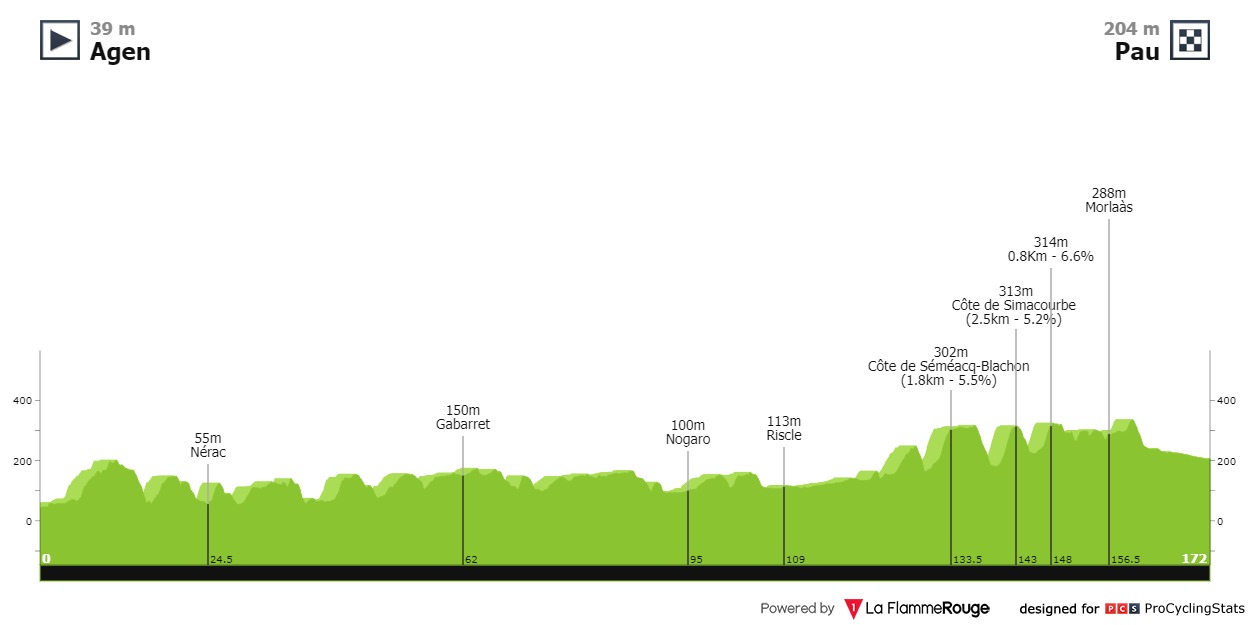 39 m
Agen
204 m
Pau
288m
Morlaàs
314m
0.8Km - 6.6%
313m
Côte de Simacourbe
(2.5km - 5.2%)
302m
Côte de Séméacq-Blachon
(1.8km - 5.5%)
150m
Gabarret
113m
Riscle
100m
Nogaro
55m
Nérac
400
400
200
200
0
0
0
24.5
62
95
109
133.5
143
148
156.5
172
Powered by
1
La FlammeRouge
designed for
PCS
ProCyclingStats